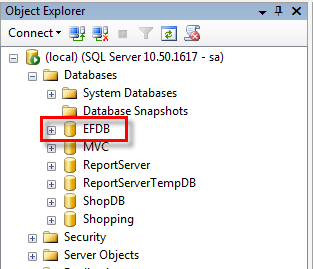 Object Explorer
Connect
(local) (SQL Server 10.50.1617 - sa)
Databases
System Databases
Database Snapshots
EFDB
MVC
ReportServer
ReportServerTempDB
ShopDB
Shopping
Security
Server Objects